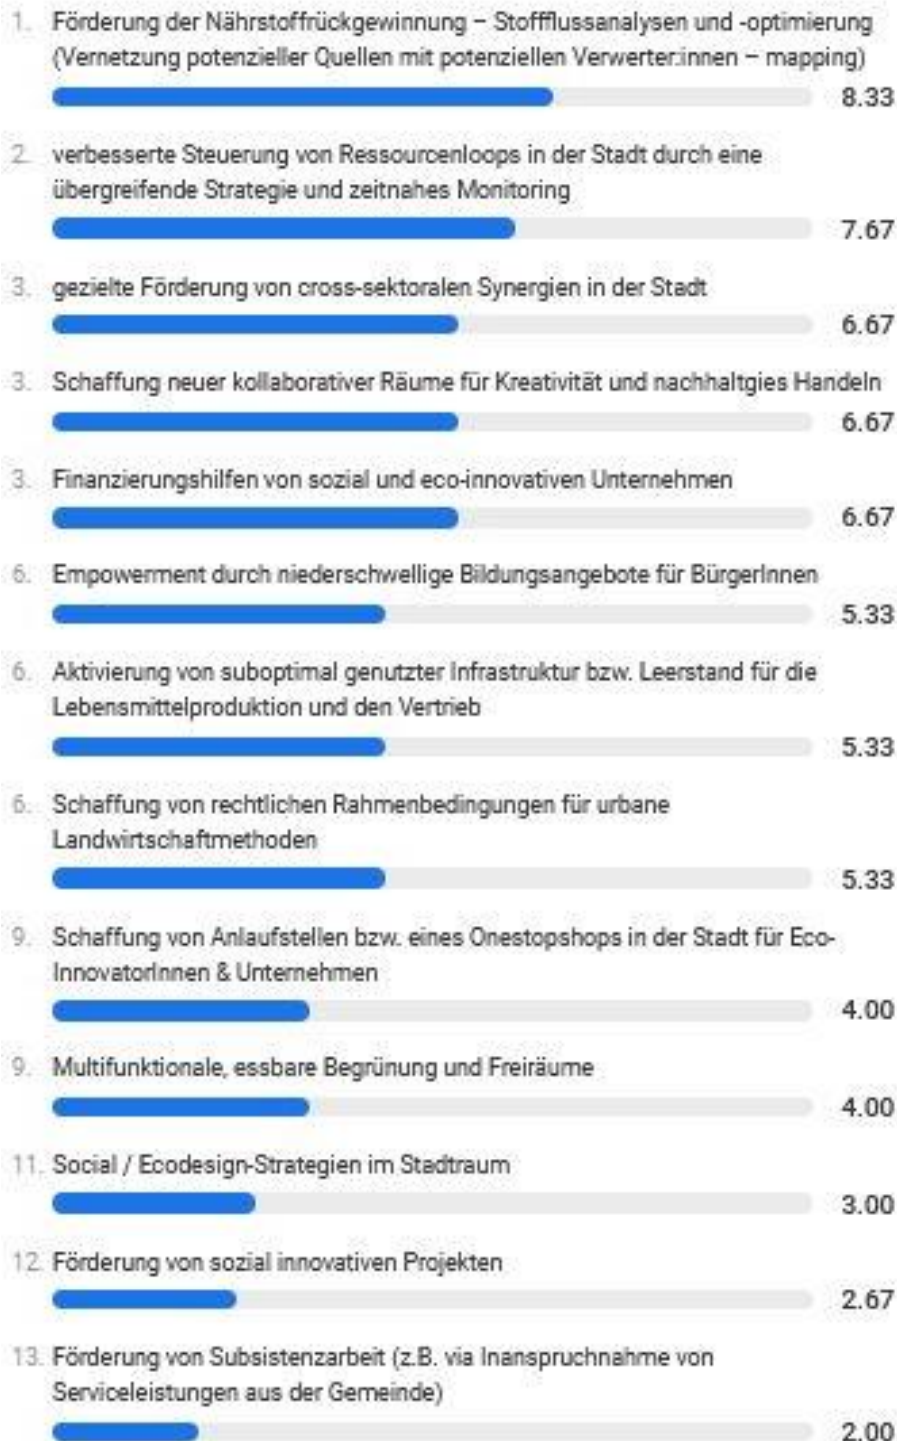 1. Förderung der Nährstoffrückgewinnung – Stoffflussanalysen und -optimierung
(Vernetzung potenzieller Quellen mit potenziellen Verwerter:innen – mapping)
8.33
2. verbesserte Steuerung von Ressourcenloops in der Stadt durch eine
übergreifende Strategie und zeitnahes Monitoring
7.67
3. gezielte Förderung von cross-sektoralen Synergien in der Stadt
6.67
3. Schaffung neuer kollaborativer Räume für Kreativität und nachhaltgies Handeln
6.67
3. Finanzierungshilfen von sozial und eco-innovativen Unternehmen
6.67
6. Empowerment durch niederschwellige Bildungsangebote für BürgerInnen
5.33
6. Aktivierung von suboptimal genutzter Infrastruktur bzw. Leerstand für die
Lebensmittelproduktion und den Vertrieb
5.33
6. Schaffung von rechtlichen Rahmenbedingungen für urbane
Landwirtschaftmethoden
5.33
9. Schaffung von Anlaufstellen bzw. eines Onestopshops in der Stadt für Eco-
InnovatorInnen & Unternehmen
4.00
9. Multifunktionale, essbare Begrünung und Freiräume
4.00
11. Social / Ecodesign-Strategien im Stadtraum
3.00
12. Förderung von sozial innovativen Projekten
2.67
13. Förderung von Subsistenzarbeit (z.B. via Inanspruchnahme von
Serviceleistungen aus der Gemeinde)
2.00